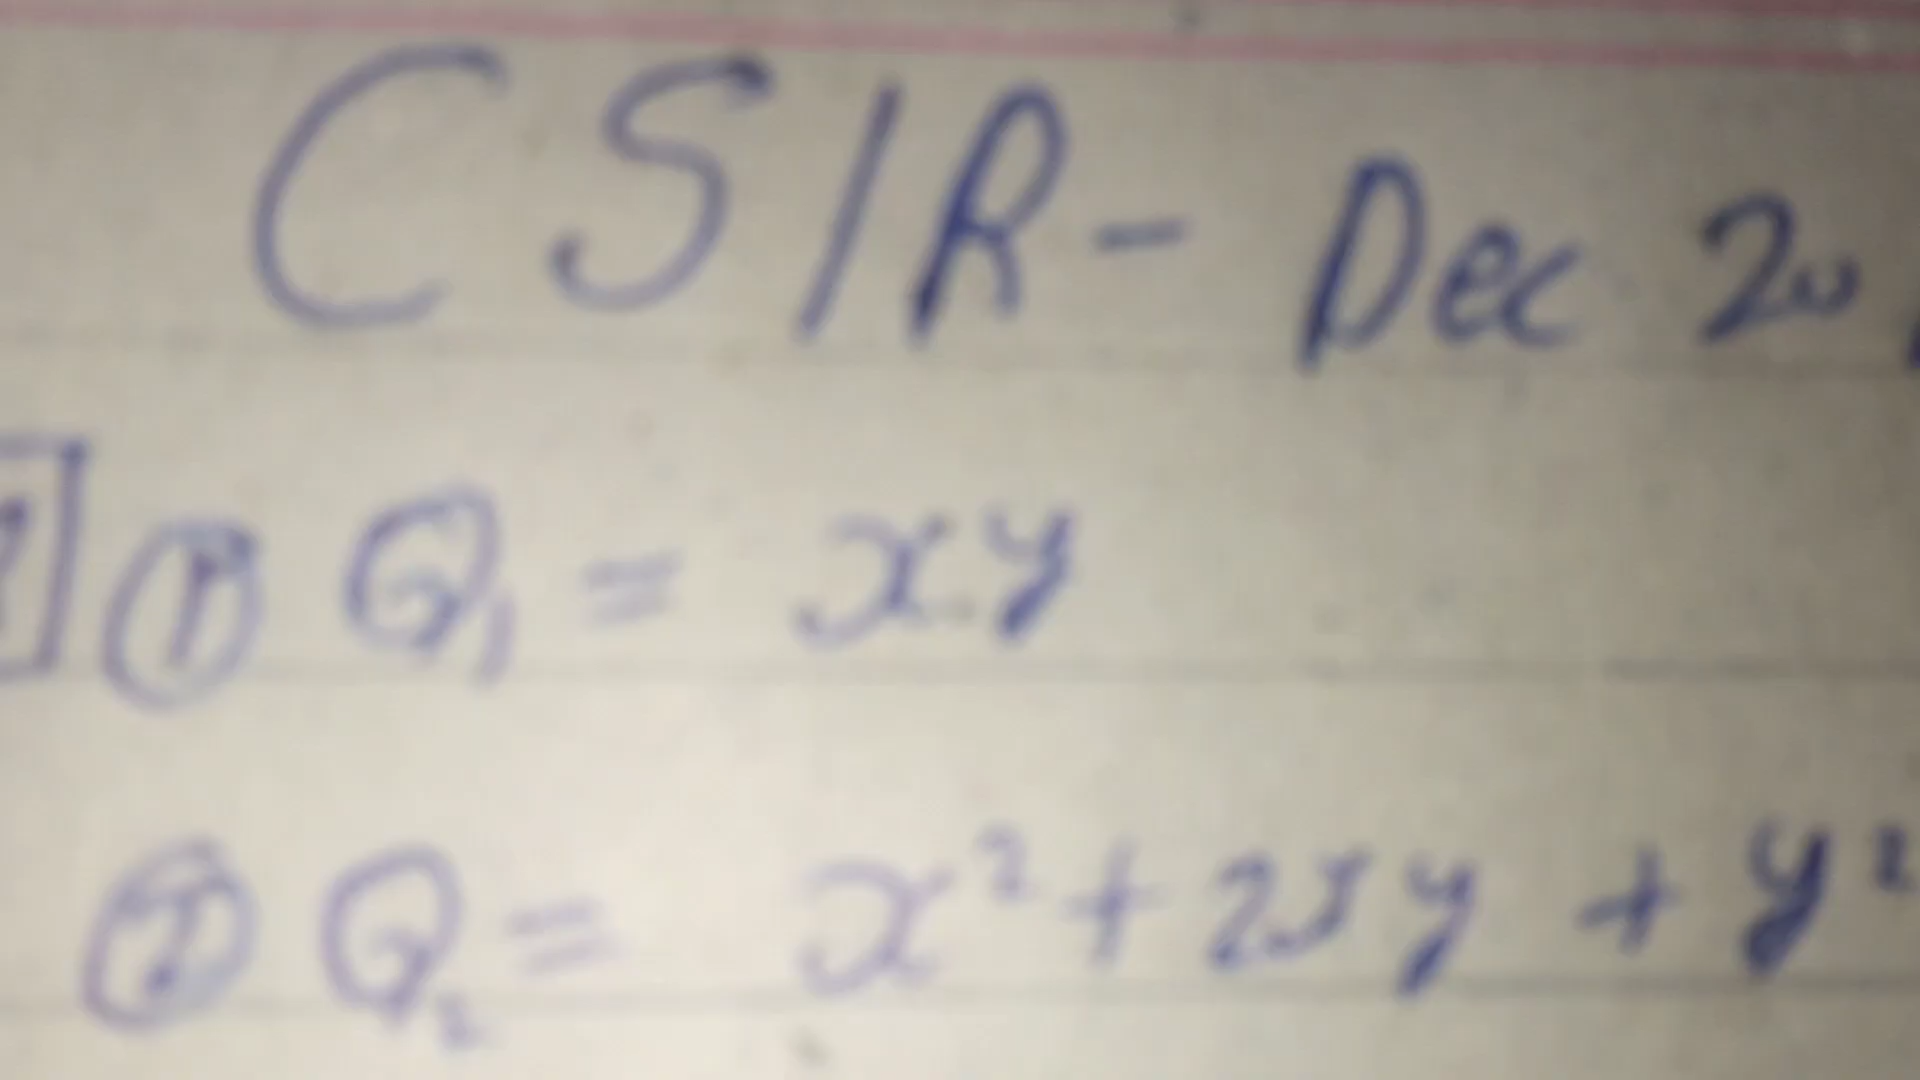 CSIR - Dec 20
① Q₁ = xy
② Q₂ = x² + 2xy + y²